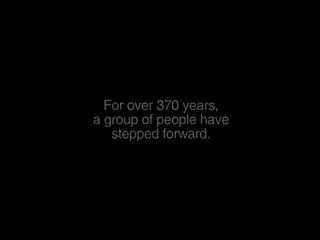 For over 370 years,
a group of people have
stepped forward.